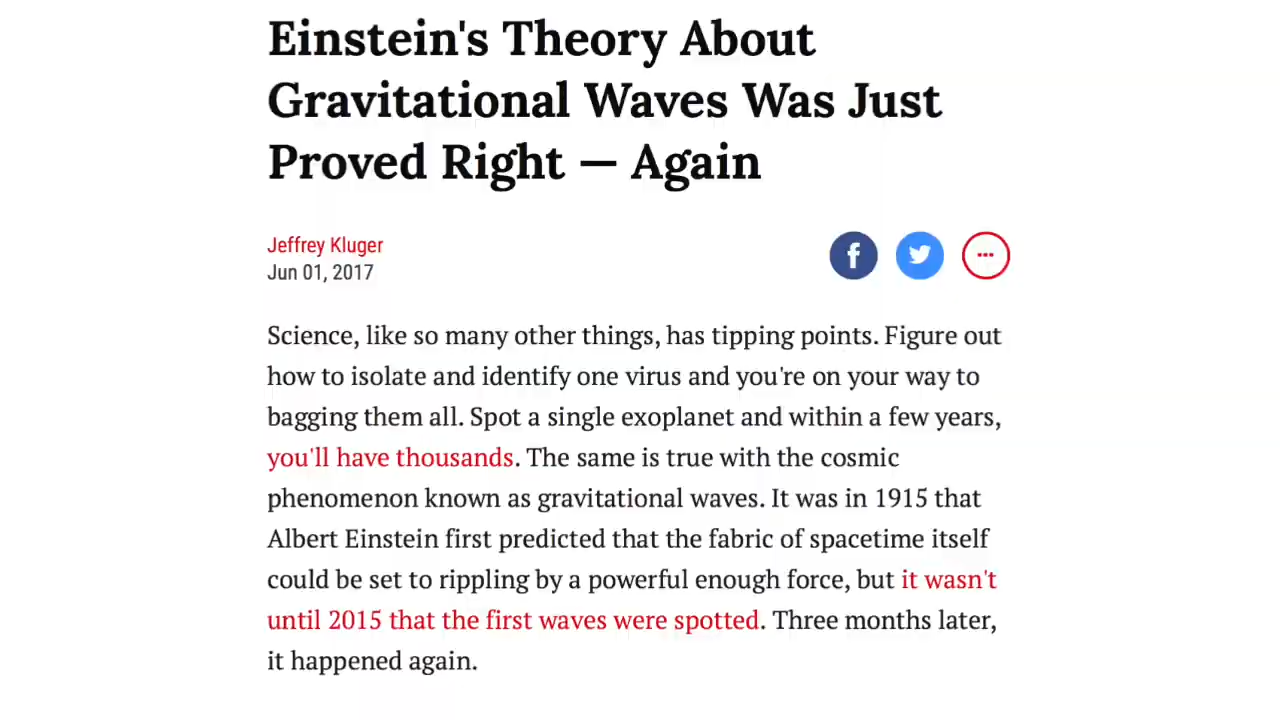 Einstein's Theory About
Gravitational Waves Was Just
Proved Right — Again
Jeffrey Kluger
Jun 01, 2017
Science, like so many other things, has tipping points. Figure out
how to isolate and identify one virus and you're on your way to
bagging them all. Spot a single exoplanet and within a few years,
you'll have thousands. The same is true with the cosmic
phenomenon known as gravitational waves. It was in 1915 that
Albert Einstein first predicted that the fabric of spacetime itself
could be set to rippling by a powerful enough force, but it wasn't
until 2015 that the first waves were spotted. Three months later,
it happened again.